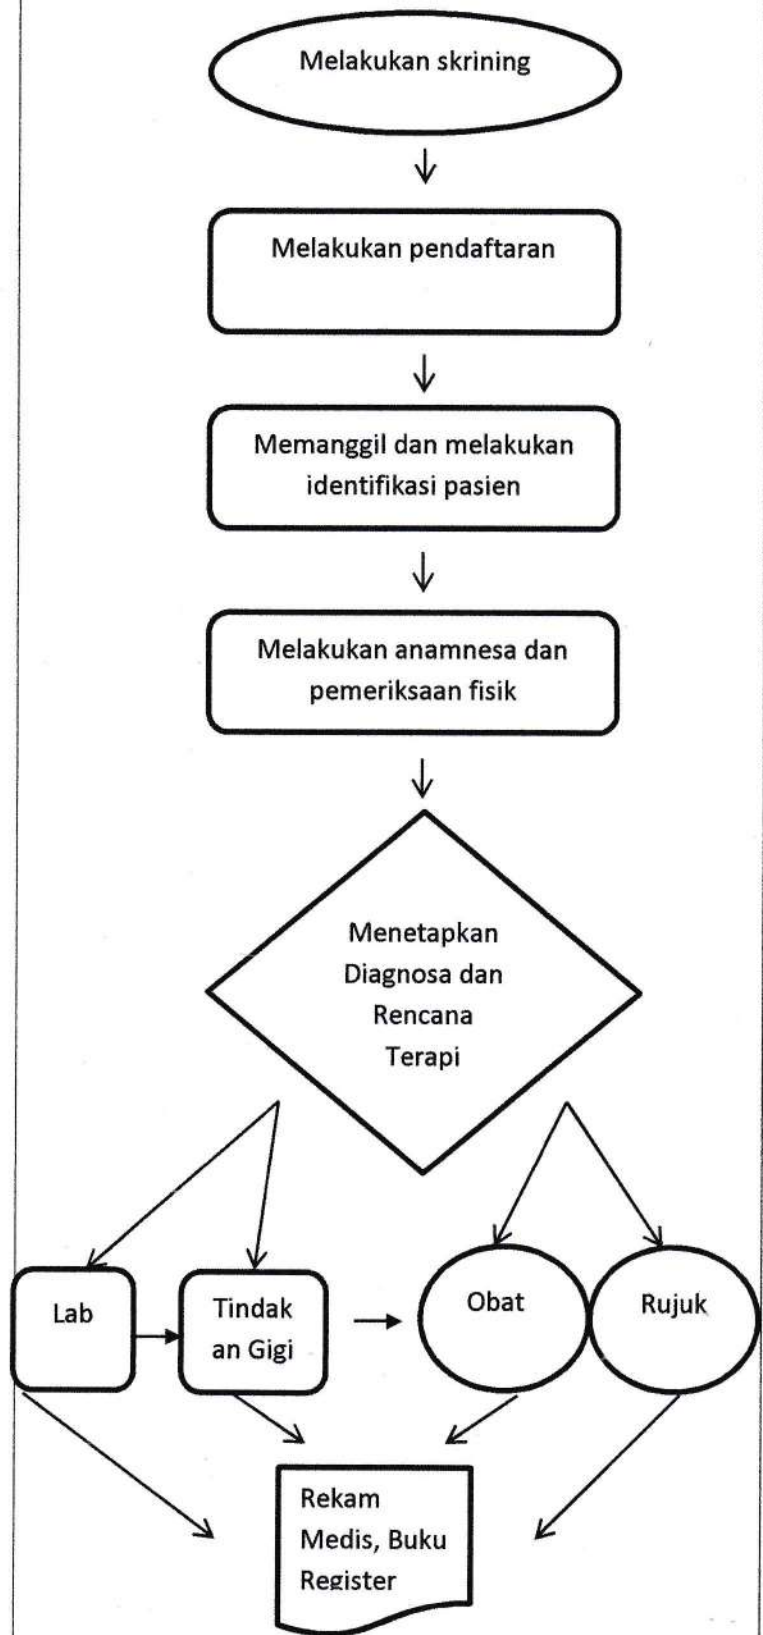 Melakukan skrining
Melakukan pendaftaran
Memanggil dan melakukan
identifikasi pasien
Melakukan anamnesa dan
pemeriksaan fisik
Menetapkan
Diagnosa dan
Rencana
Terapi
Lab
Tindak
an Gigi
Obat
Rujuk
Rekam
Medis, Buku
Register